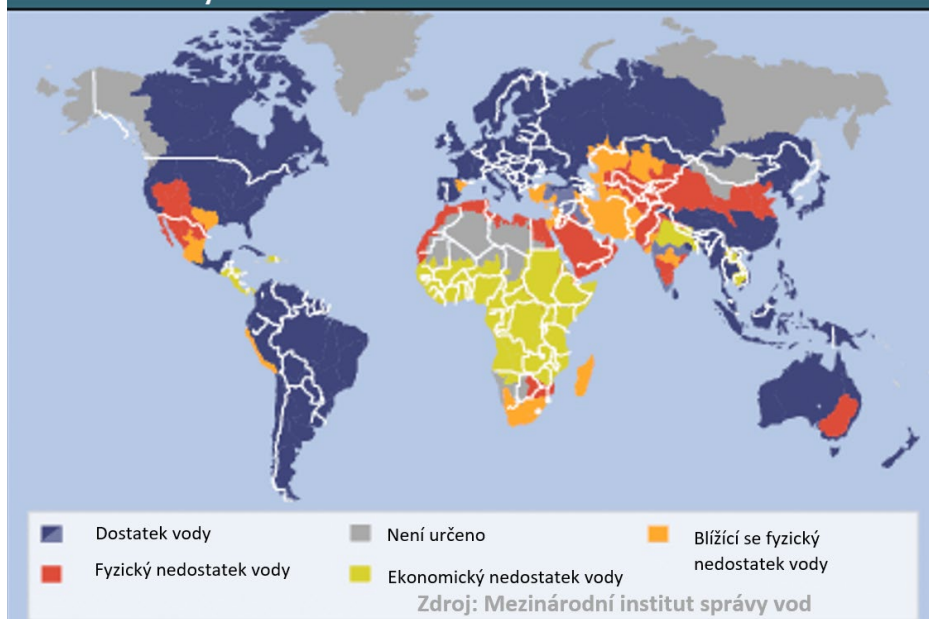 Dostatek vody
Není určeno
Blížící se fyzický
nedostatek vody
Fyzický nedostatek vody
Ekonomický nedostatek vody
Zdroj: Mezinárodní institut správy vod